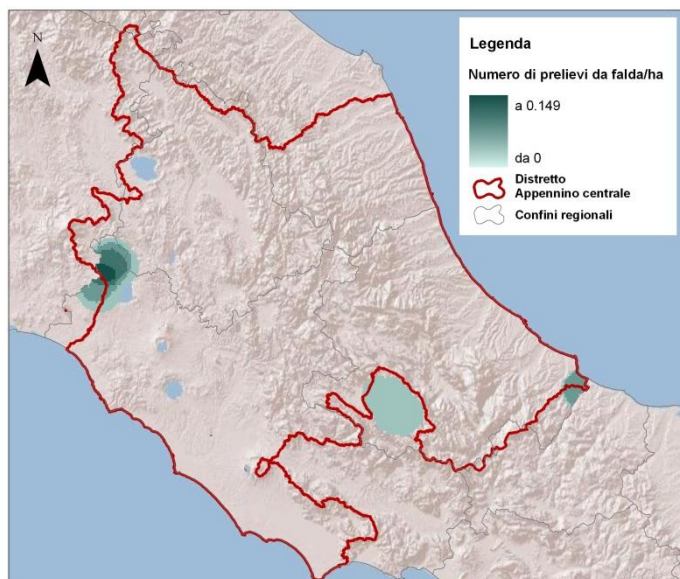 N
Legenda
Numero di prelievi da falda/ha
a 0.149
da 0
Distretto
Appennino centrale
Confini regionali